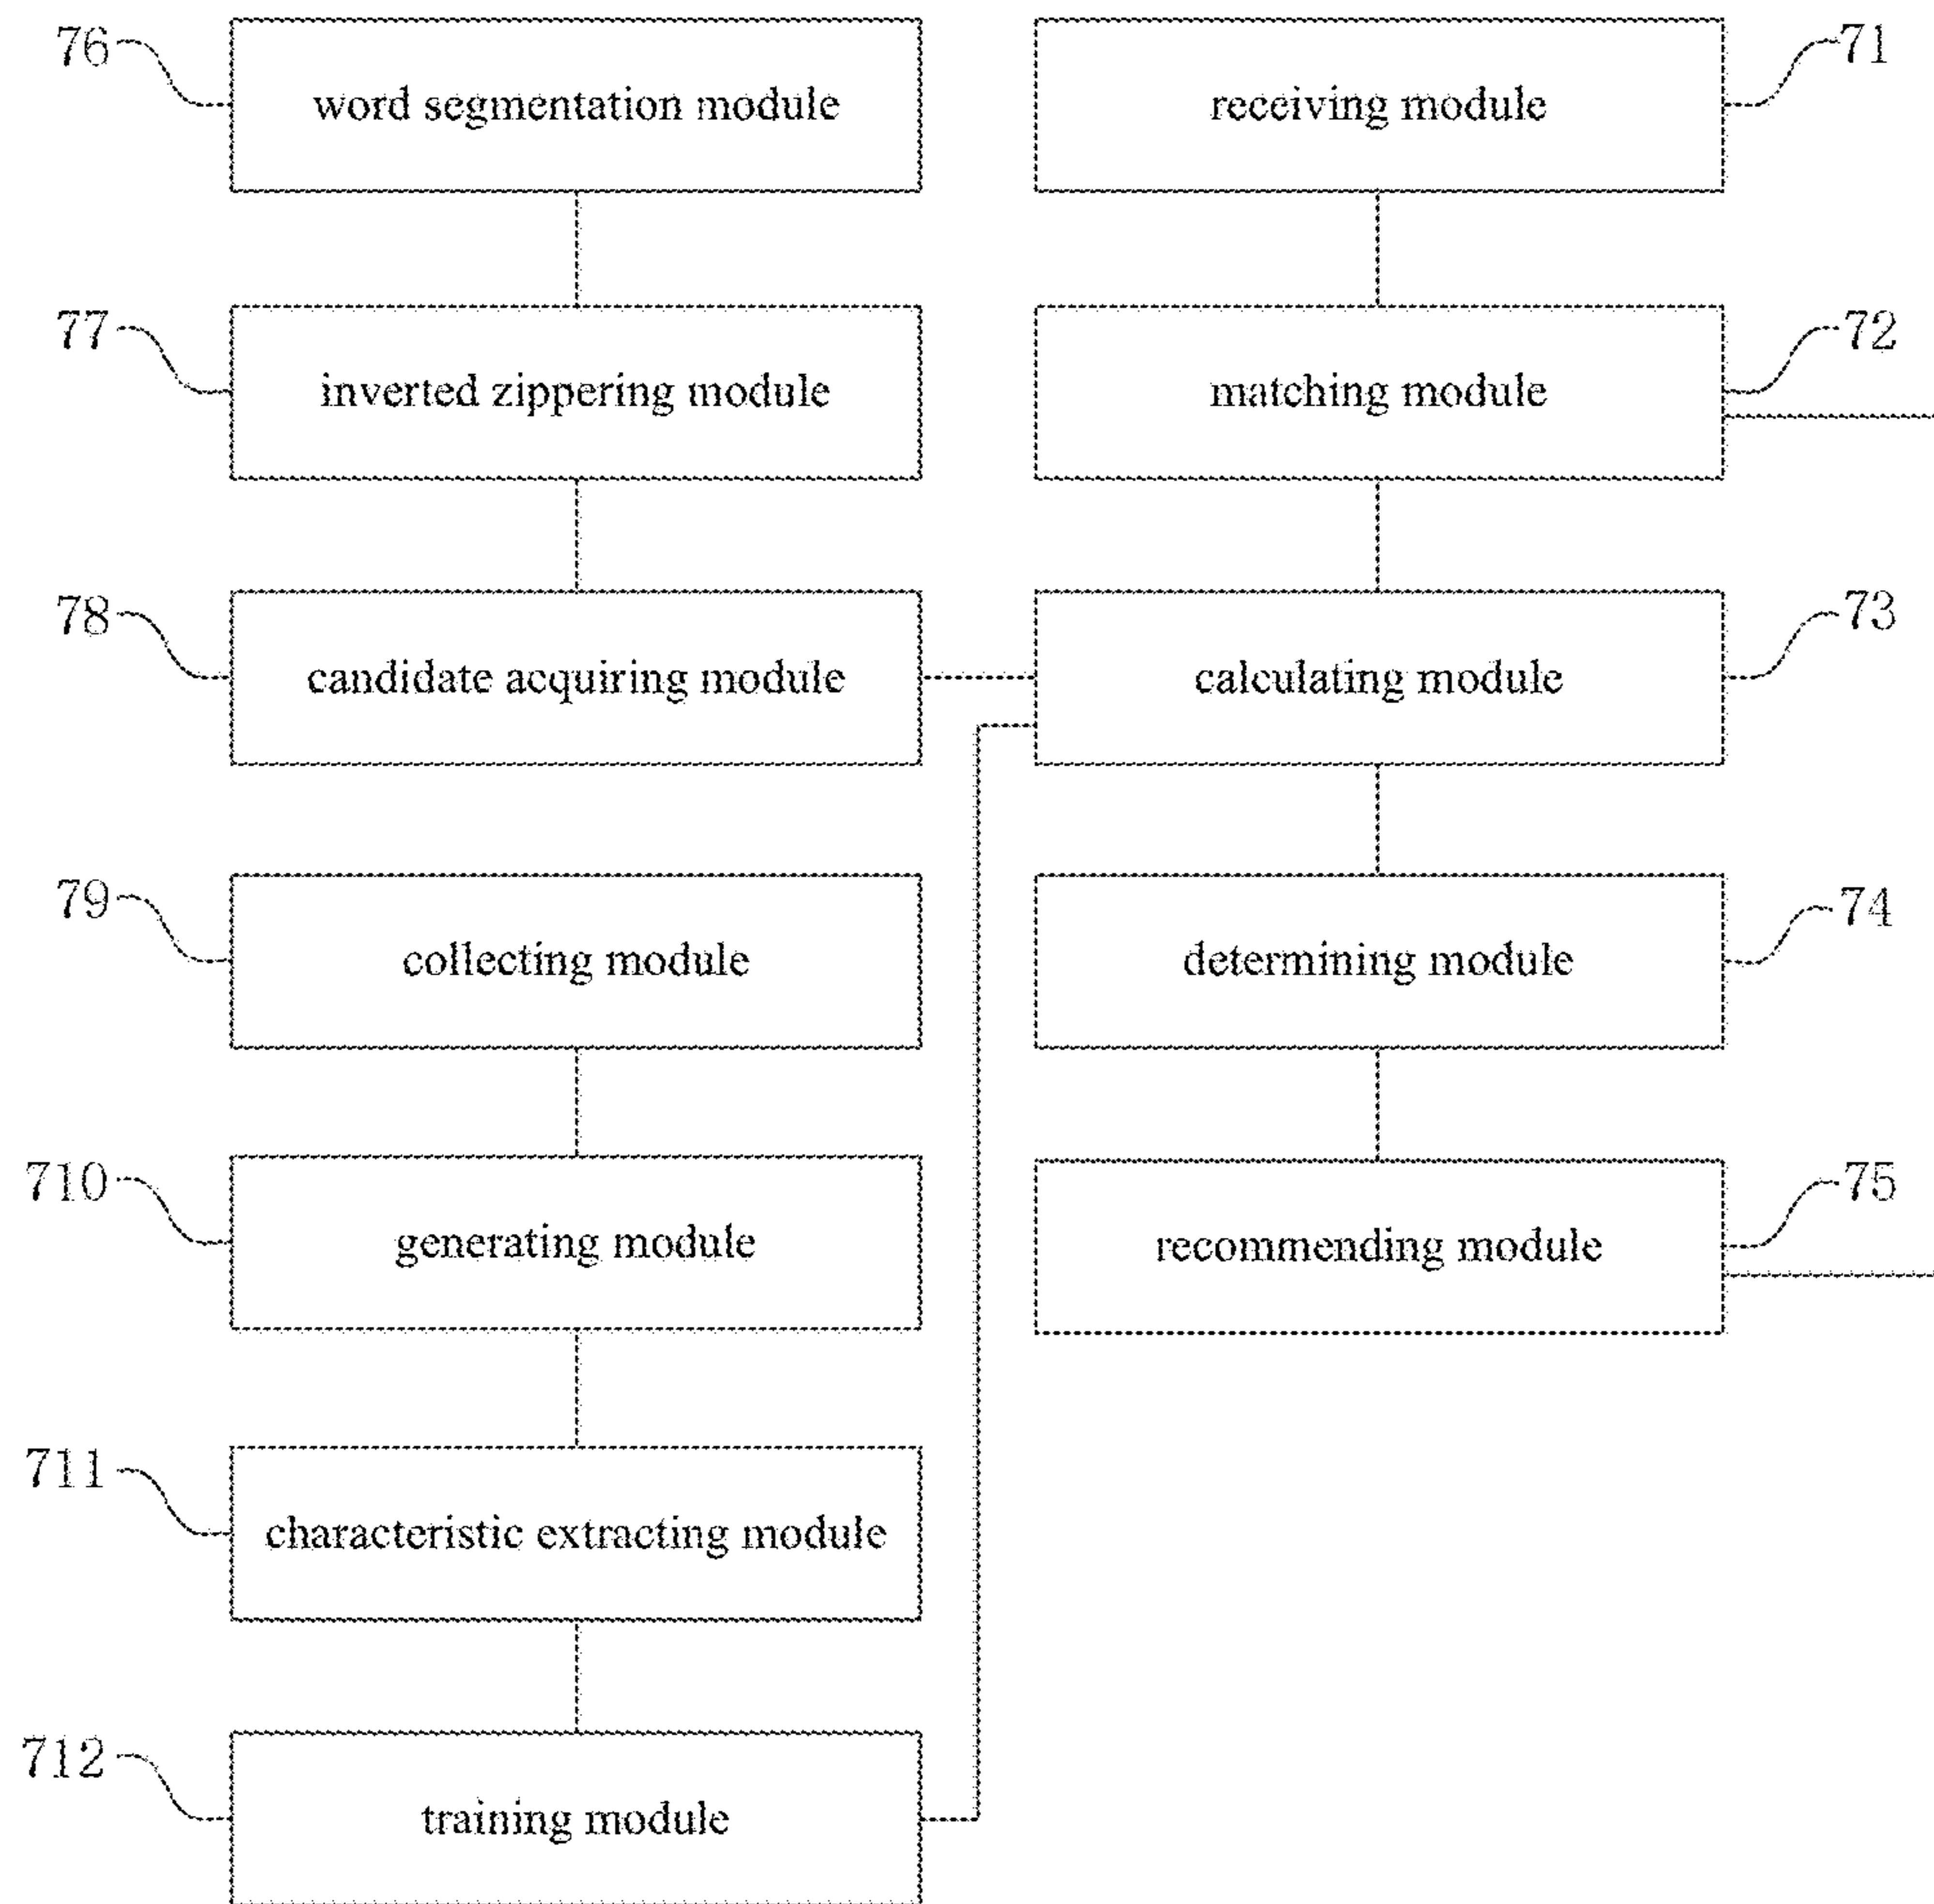 76
word segmentation module
receiving module
71
77
inverted zippering module
matching module
72
78
candidate acquiring module
calculating module
73
79
collecting module
determining module
74
710
generating module
recommending module
75
711
characteristic extracting module
712
training module